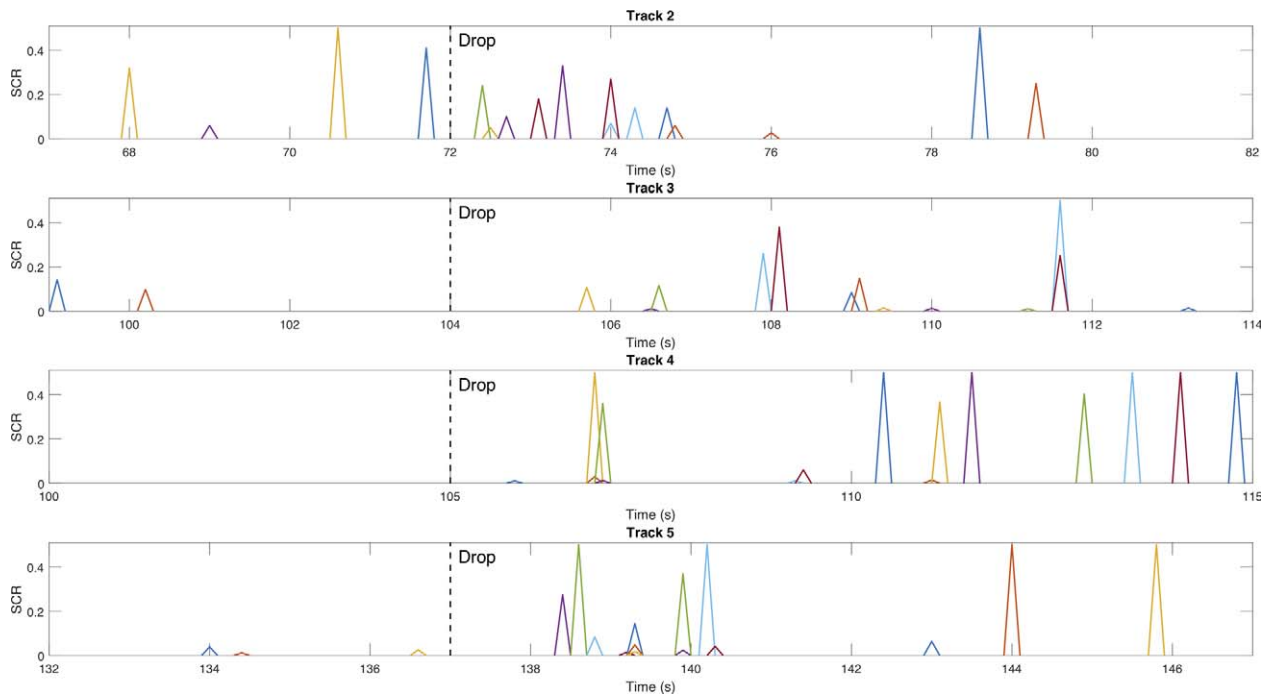 Track 2
Drop
SCR
0.4
0.2
0
68 70 72 74 76 78 80 82
Time (s)
Track 3
Drop
SCR
0.4
0.2
0
100 102 104 106 108 110 112 114
Time (s)
Track 4
Drop
SCR
0.4
0.2
0
100 105 110 115
Time (s)
Track 5
Drop
SCR
0.4
0.2
0
132 134 136 138 140 142 144 146
Time (s)